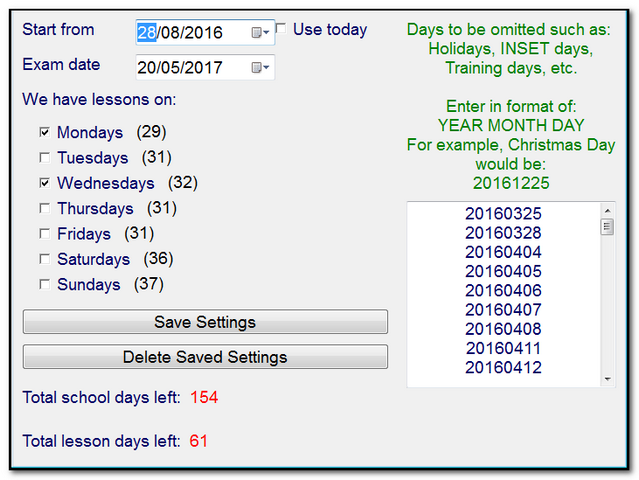 Start from 28/08/2016 Use today
Exam date 20/05/2017
We have lessons on:
Mondays (29)
Tuesdays (31)
Wednesdays (32)
Thursdays (31)
Fridays (31)
Saturdays (36)
Sundays (37)
Save Settings
Delete Saved Settings
Total school days left: 154
Total lesson days left: 61
Days to be omitted such as:
Holidays, INSET days,
Training days, etc.
Enter in format of:
YEAR MONTH DAY
For example, Christmas Day
would be:
20161225
20160325
20160328
20160404
20160405
20160406
20160407
20160408
20160411
20160412